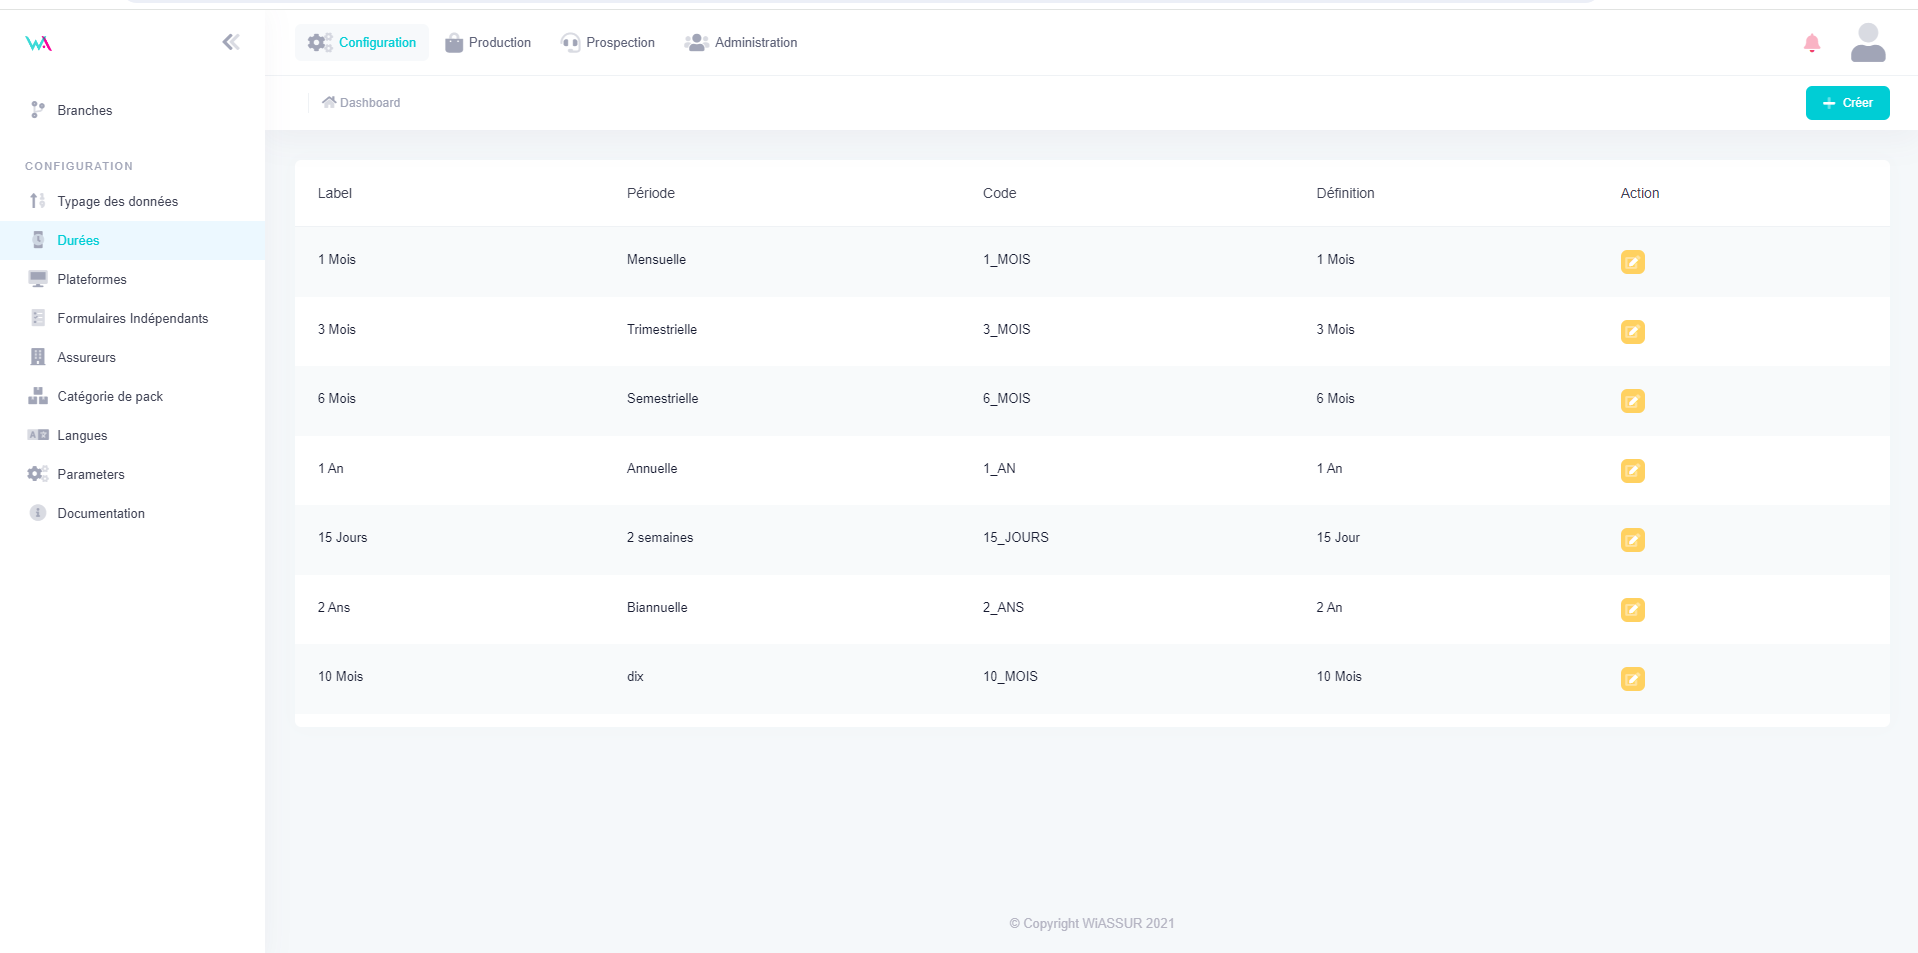 WA
Configuration Production Prospection Administration
Dashboard
Créer
Branches
CONFIGURATION
Typage des données
Durées
Plateformes
Formulaires Indépendants
Assureurs
Catégorie de pack
Langues
Parameters
Documentation
Label Période Code Définition Action
1 Mois Mensuelle 1_MOIS 1 Mois
3 Mois Trimestrielle 3_MOIS 3 Mois
6 Mois Semestrielle 6_MOIS 6 Mois
1 An Annuelle 1_AN 1 An
15 Jours 2 semaines 15_JOURS 15 Jour
2 Ans Biannuelle 2_ANS 2 An
10 Mois dix 10_MOIS 10 Mois
© Copyright WiASSUR 2021